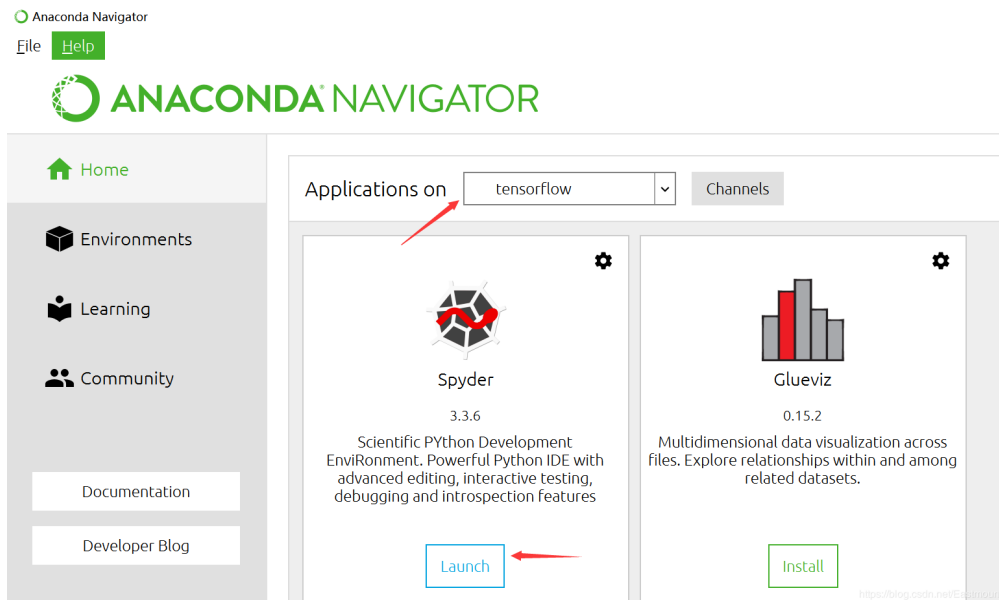 Anaconda Navigator
File Help
ANACONDA NAVIGATOR
Home
Applications on tensorflow Channels
Environments
Learning
Community
Documentation
Developer Blog
Spyder
3.3.6
Scientific PYthon Development
EnviRonment. Powerful Python IDE with
advanced editing, interactive testing,
debugging and introspection features
Launch
Glueviz
0.15.2
Multidimensional data visualization across
files. Explore relationships within and among
related datasets.
Install